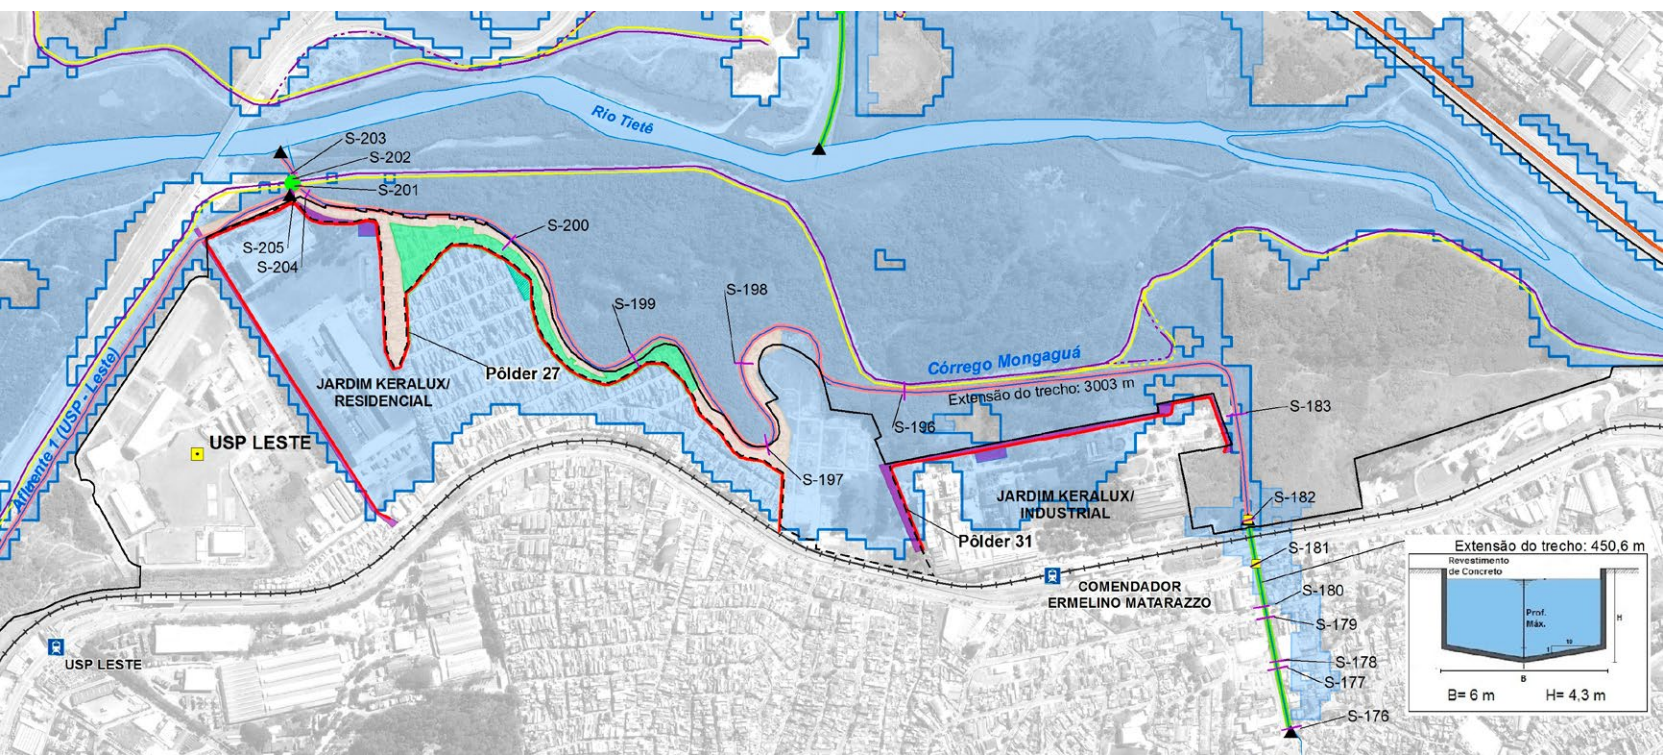 Rio Tietê
S-203
S-202
S-201
S-200
S-205
S-204
S-199
S-198
Córrego Mongaguá
Extensão do trecho: 3003 m
Pôlder 27
JARDIM KERALUX/
RESIDENCIAL
S-196
S-183
Afluente 1 (USP - Leste)
USP LESTE
S-197
JARDIM KERALUX/
INDUSTRIAL
S-182
Pôlder 31
S-181
Extensão do trecho: 450,6 m
Revestimento
de Concreto
COMENDADOR
ERMELINO MATARAZZO
S-180
Prof.
Máx.
H
10
1
S-179
S-178
S-177
B
B= 6 m H= 4,3 m
USP LESTE
S-176